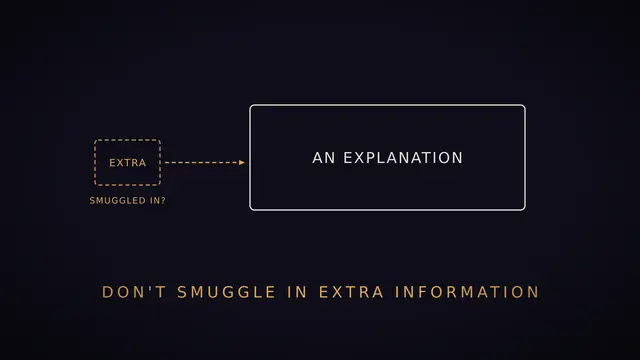 AN EXPLANATION
EXTRA
SMUGGLED IN?
DON'T SMUGGLE IN EXTRA INFORMATION